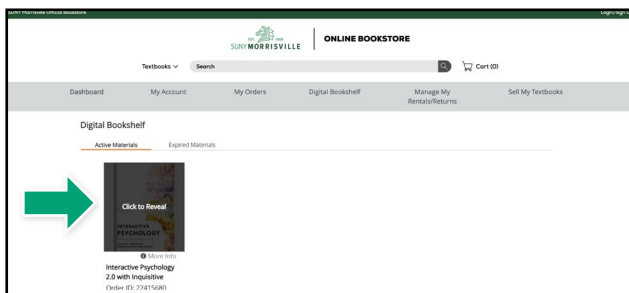 SUNY Morrisville Official Bookstore
Login/Sign U
EST. 1908
SUNY MORRISVILLE
ONLINE BOOKSTORE
Textbooks
Search
Cart (0)
Dashboard
My Account
My Orders
Digital Bookshelf
Manage My
Rentals/Returns
Sell My Textbooks
Digital Bookshelf
Active Materials
Expired Materials
Click to Reveal
INTERACTIVE
PSYCHOLOGY
More Info
Interactive Psychology
2.0 with Inquisitive
Order ID: 22415680